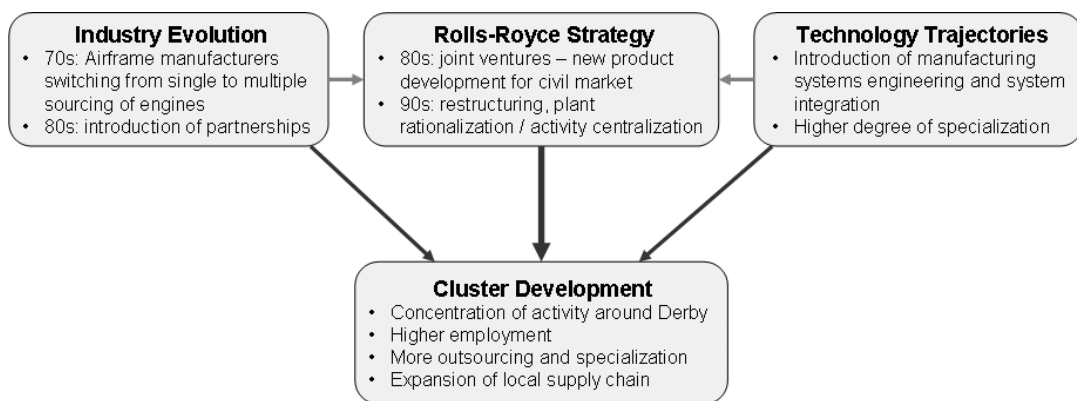 Industry Evolution
• 70s: Airframe manufacturers
switching from single to multiple
sourcing of engines
• 80s: introduction of partnerships
Rolls-Royce Strategy
• 80s: joint ventures – new product
development for civil market
• 90s: restructuring, plant
rationalization / activity centralization
Technology Trajectories
• Introduction of manufacturing
systems engineering and system
integration
• Higher degree of specialization
Cluster Development
• Concentration of activity around Derby
• Higher employment
• More outsourcing and specialization
• Expansion of local supply chain